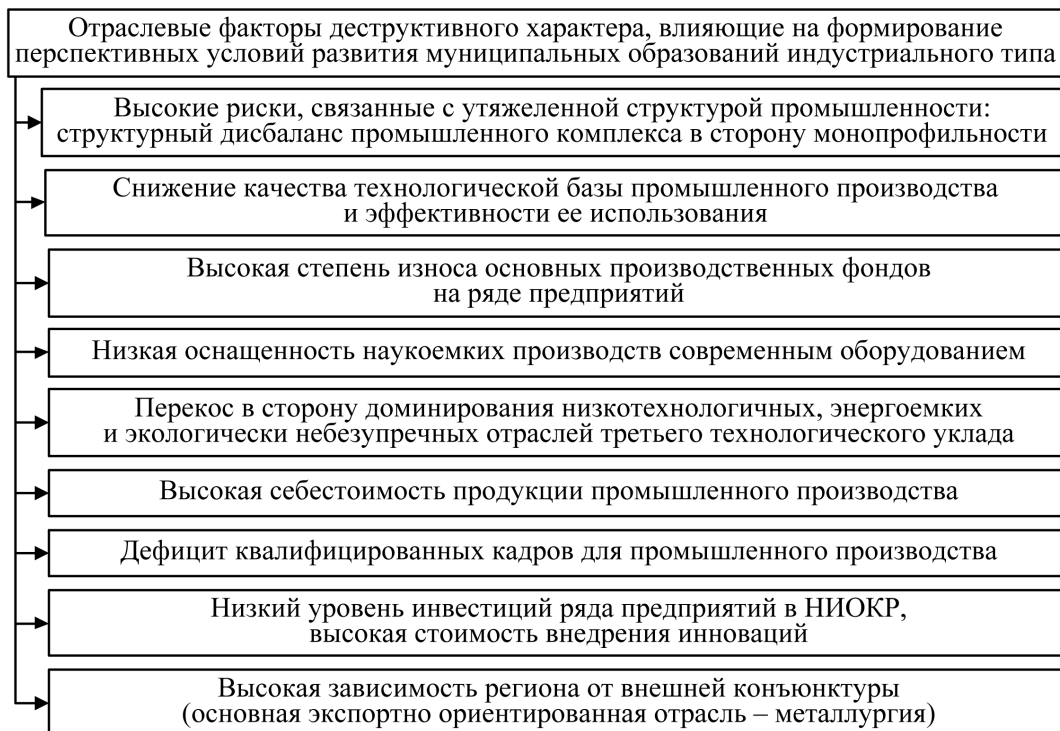 Отраслевые факторы деструктивного характера, влияющие на формирование
перспективных условий развития муниципальных образований индустриального типа
Высокие риски, связанные с утяжеленной структурой промышленности:
структурный дисбаланс промышленного комплекса в сторону монопрофильности
Снижение качества технологической базы промышленного производства
и эффективности ее использования
Высокая степень износа основных производственных фондов
на ряде предприятий
Низкая оснащенность наукоемких производств современным оборудованием
Перекос в сторону доминирования низкотехнологичных, энергоемких
и экологически небезупречных отраслей третьего технологического уклада
Высокая себестоимость продукции промышленного производства
Дефицит квалифицированных кадров для промышленного производства
Низкий уровень инвестиций ряда предприятий в НИОКР,
высокая стоимость внедрения инноваций
Высокая зависимость региона от внешней конъюнктуры
(основная экспортно ориентированная отрасль – металлургия)